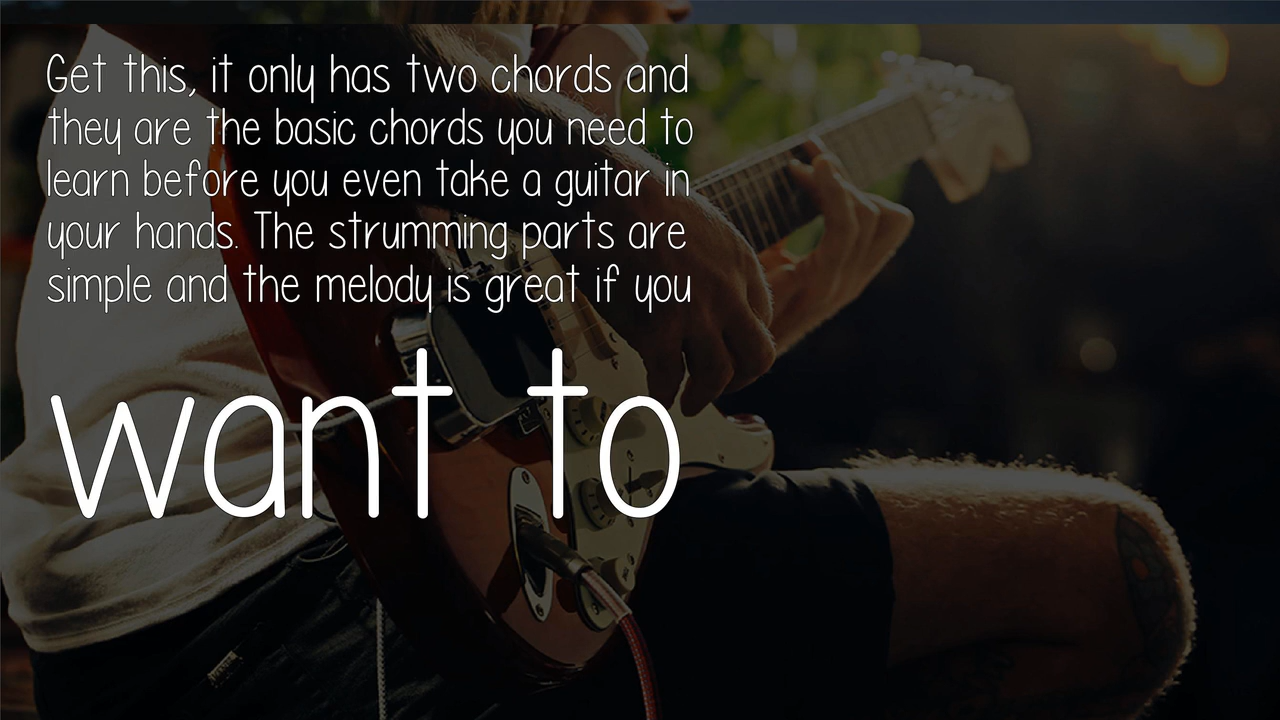 Get this, it only has two chords and
they are the basic chords you need to
learn before you even take a guitar in
your hands. The strumming parts are
simple and the melody is great if you
want to